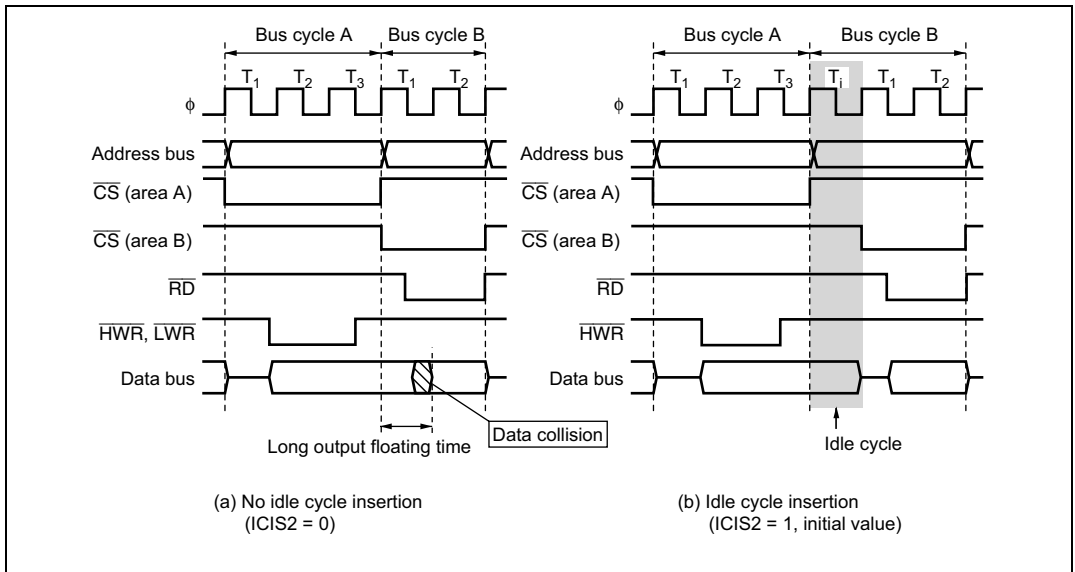 Bus cycle A Bus cycle B
T1 T2 T3 T1 T2
φ
Address bus
CS (area A)
CS (area B)
RD
HWR, LWR
Data bus
Data collision
Long output floating time
(a) No idle cycle insertion
(ICIS2 = 0)
Bus cycle A Bus cycle B
T1 T2 T3 Ti T1 T2
φ
Address bus
CS (area A)
CS (area B)
RD
HWR
Data bus
Idle cycle
(b) Idle cycle insertion
(ICIS2 = 1, initial value)